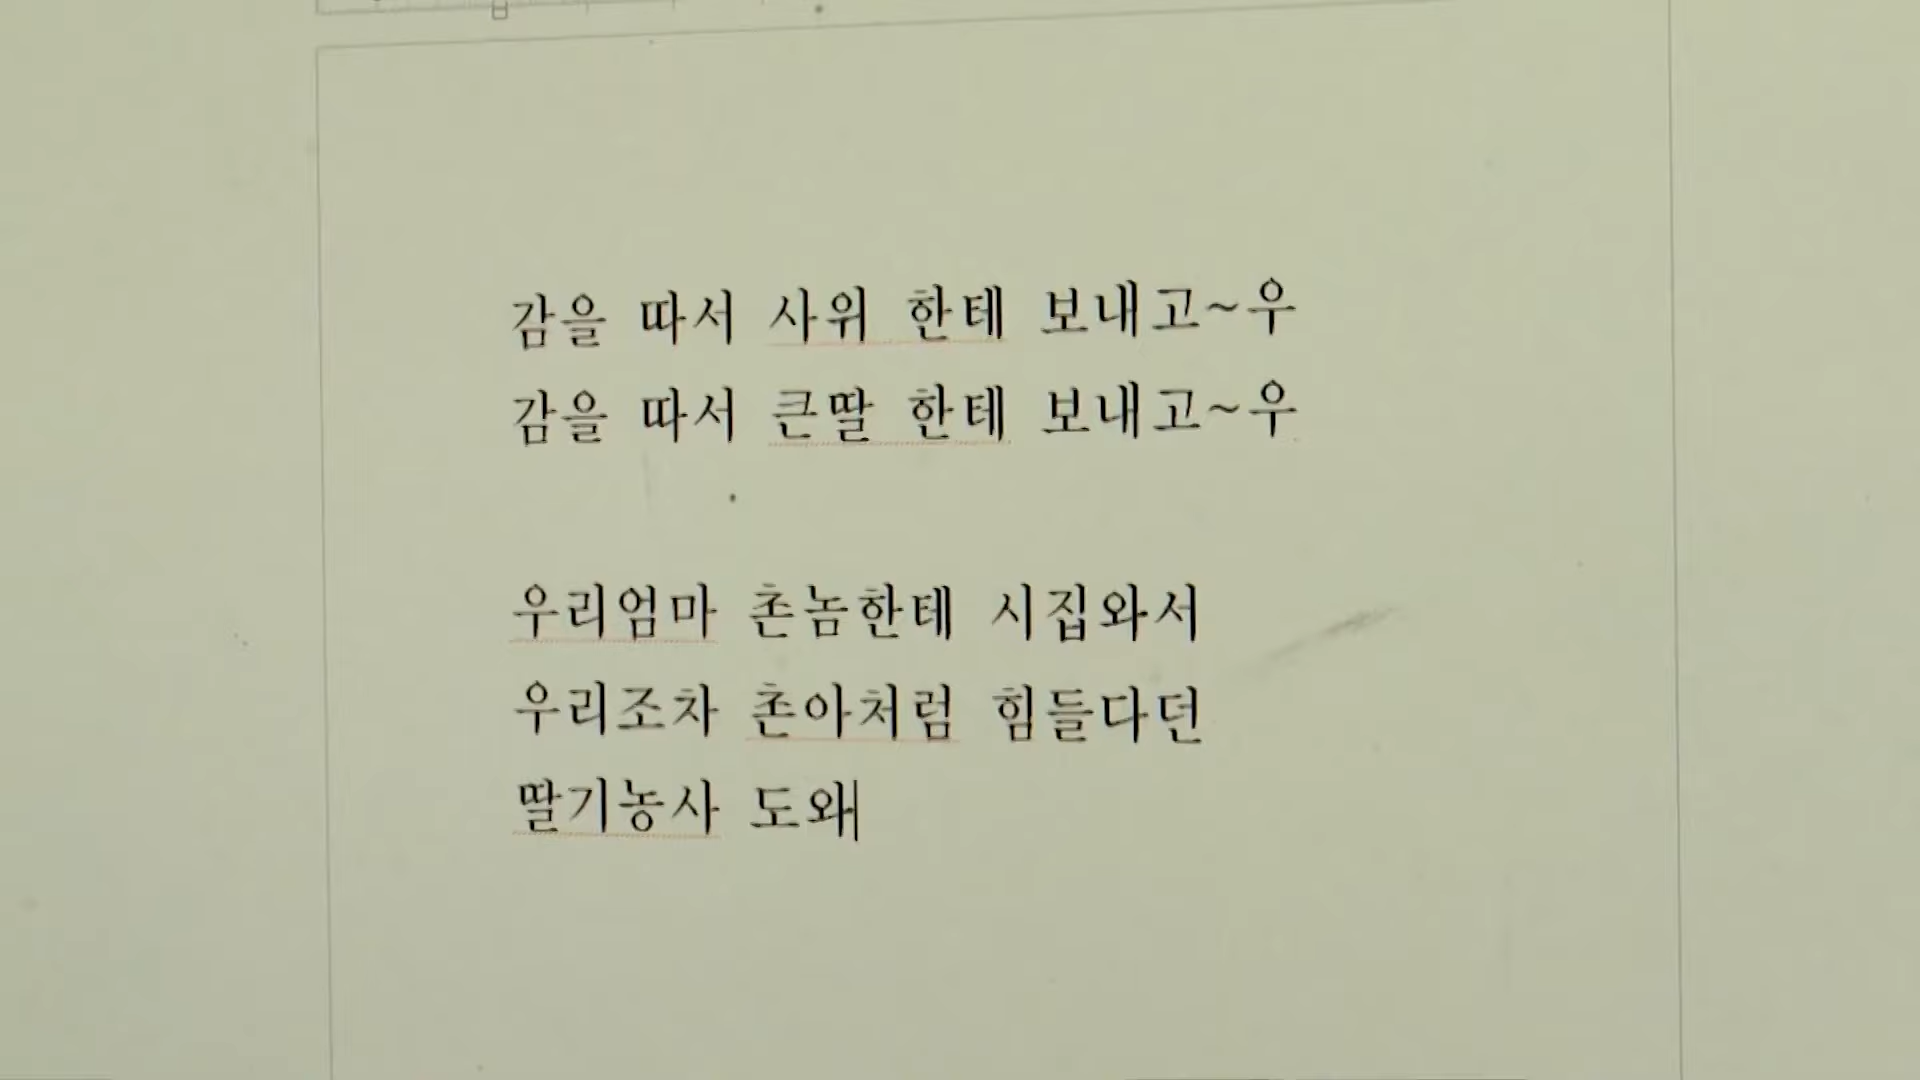 감을 따서 사위 한테 보내고~우
감을 따서 큰딸 한테 보내고~우
우리엄마 촌놈한테 시집와서
우리조차 촌아처럼 힘들다던
딸기농사 도와